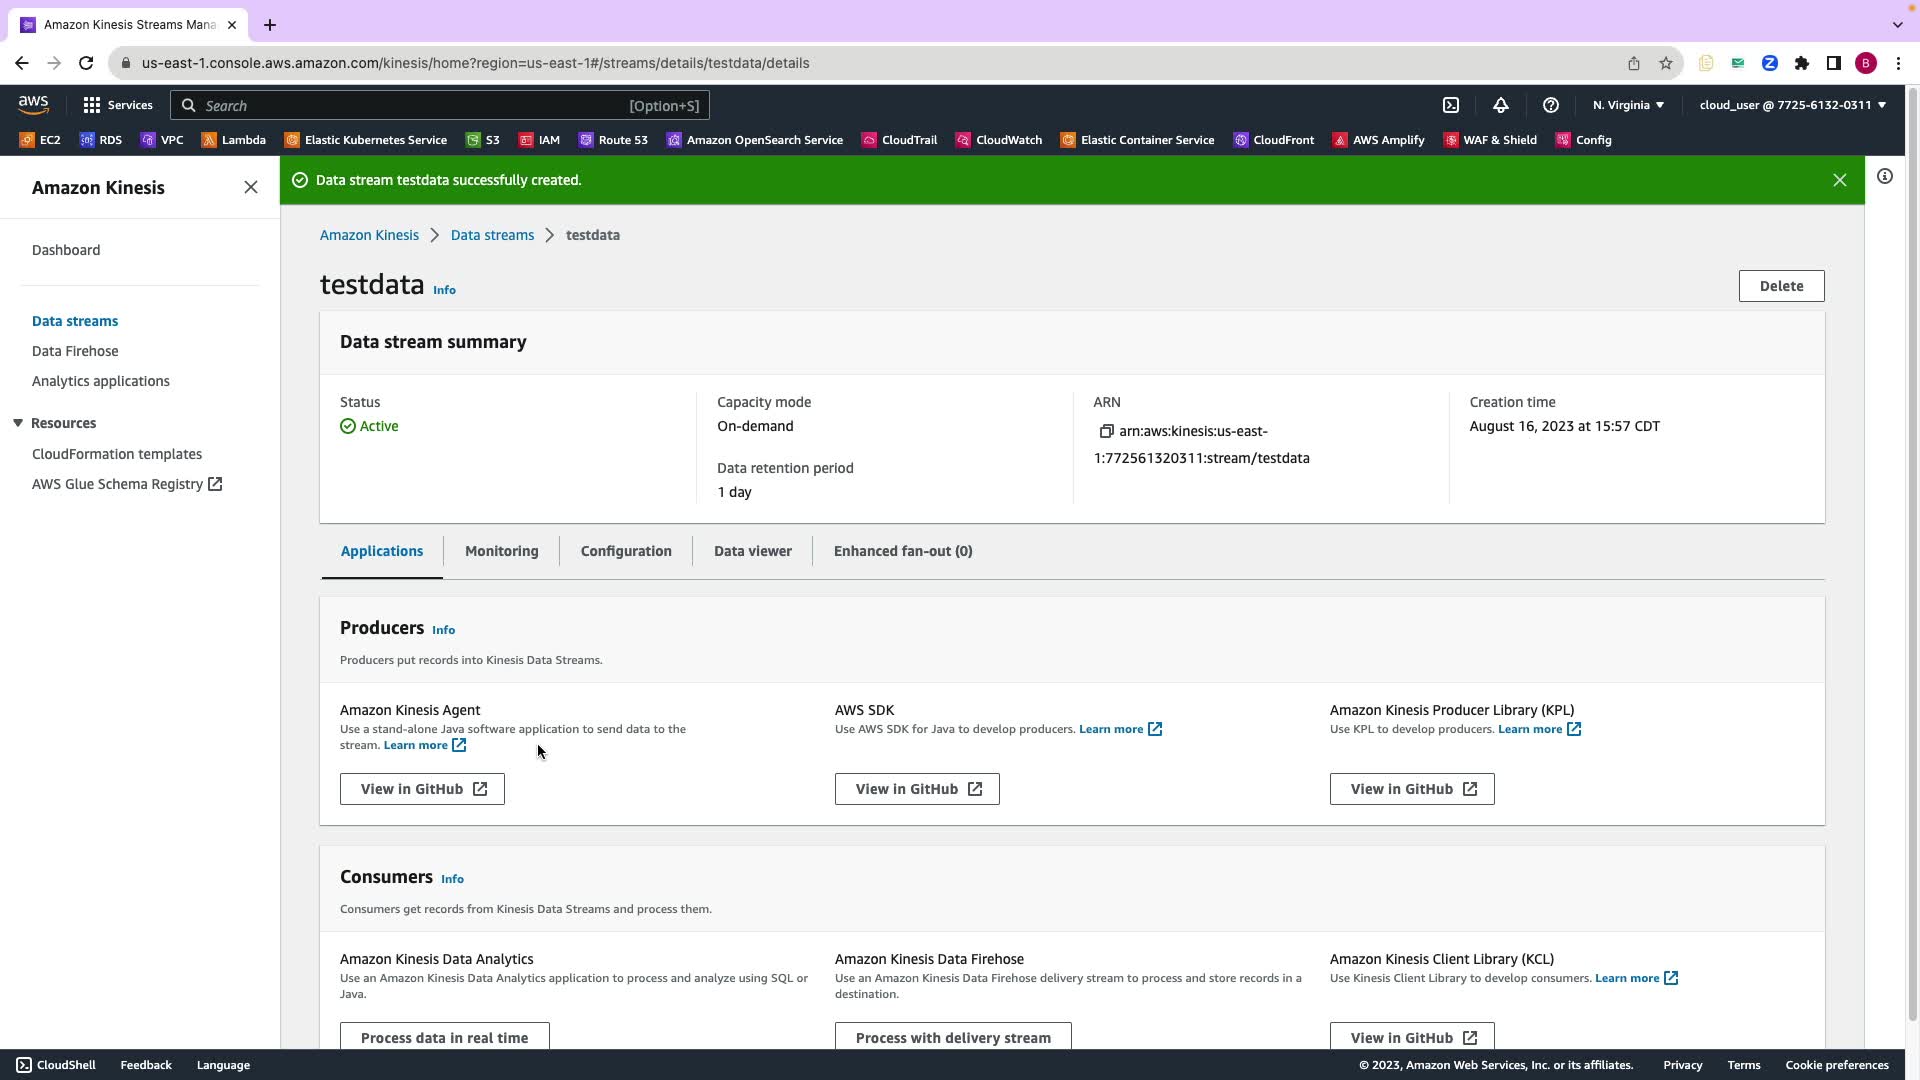 Amazon Kinesis Streams Mana
us-east-1.console.aws.amazon.com/kinesis/home?region=us-east-1#/streams/details/testdata/details
B
aws
Services
Search
[Option+S]
N. Virginia
cloud_user @ 7725-6132-0311
EC2
RDS
VPC
Lambda
Elastic Kubernetes Service
S3
IAM
Route 53
Amazon OpenSearch Service
CloudTrail
CloudWatch
Elastic Container Service
CloudFront
AWS Amplify
WAF & Shield
Config
Amazon Kinesis
Dashboard
Data streams
Data Firehose
Analytics applications
Resources
CloudFormation templates
AWS Glue Schema Registry
Data stream testdata successfully created.
Amazon Kinesis > Data streams > testdata
testdata Info
Delete
Data stream summary
Status
Active
Capacity mode
On-demand
Data retention period
1 day
ARN
arn:aws:kinesis:us-east-
1:772561320311:stream/testdata
Creation time
August 16, 2023 at 15:57 CDT
Applications
Monitoring
Configuration
Data viewer
Enhanced fan-out (0)
Producers Info
Producers put records into Kinesis Data Streams.
Amazon Kinesis Agent
Use a stand-alone Java software application to send data to the
stream. Learn more
View in GitHub
AWS SDK
Use AWS SDK for Java to develop producers. Learn more
View in GitHub
Amazon Kinesis Producer Library (KPL)
Use KPL to develop producers. Learn more
View in GitHub
Consumers Info
Consumers get records from Kinesis Data Streams and process them.
Amazon Kinesis Data Analytics
Use an Amazon Kinesis Data Analytics application to process and analyze using SQL or
Java.
Process data in real time
Amazon Kinesis Data Firehose
Use an Amazon Kinesis Data Firehose delivery stream to process and store records in a
destination.
Process with delivery stream
Amazon Kinesis Client Library (KCL)
Use Kinesis Client Library to develop consumers. Learn more
View in GitHub
CloudShell
Feedback
Language
© 2023, Amazon Web Services, Inc. or its affiliates.
Privacy
Terms
Cookie preferences